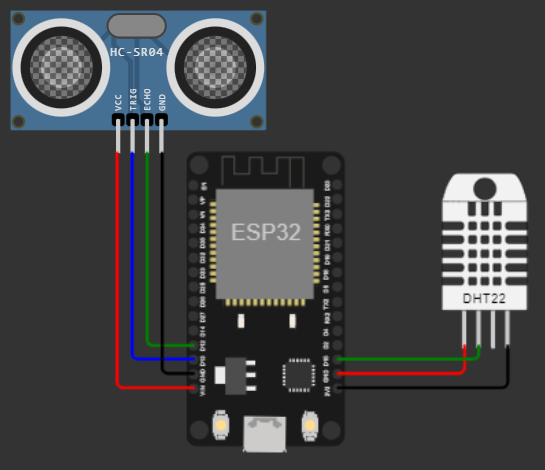 HC-SR04
VCC
TRIG
ECHO
GND
EN
VP
VN
D34
D35
D32
D33
D25
D26
D27
D14
D12
D13
GND
VIN
ESP32
D23
D22
TX0
RX0
D21
D19
D18
D5
TX2
RX2
D4
D2
D15
GND
3V3
DHT22